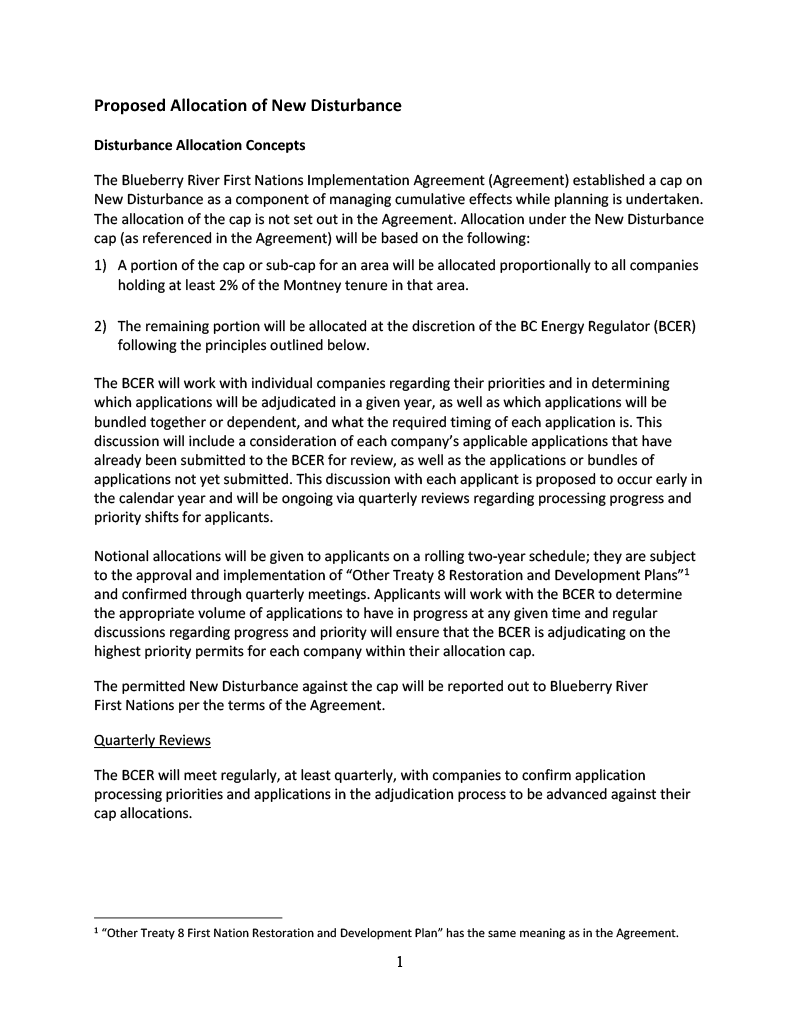 Proposed Allocation of New Disturbance
Disturbance Allocation Concepts
The Blueberry River First Nations Implementation Agreement (Agreement) established a cap on
New Disturbance as a component of managing cumulative effects while planning is undertaken.
The allocation of the cap is not set out in the Agreement. Allocation under the New Disturbance
cap (as referenced in the Agreement) will be based on the following:
1) A portion of the cap or sub-cap for an area will be allocated proportionally to all companies
holding at least 2% of the Montney tenure in that area.
2) The remaining portion will be allocated at the discretion of the BC Energy Regulator (BCER)
following the principles outlined below.
The BCER will work with individual companies regarding their priorities and in determining
which applications will be adjudicated in a given year, as well as which applications will be
bundled together or dependent, and what the required timing of each application is. This
discussion will include a consideration of each company’s applicable applications that have
already been submitted to the BCER for review, as well as the applications or bundles of
applications not yet submitted. This discussion with each applicant is proposed to occur early in
the calendar year and will be ongoing via quarterly reviews regarding processing progress and
priority shifts for applicants.
Notional allocations will be given to applicants on a rolling two-year schedule; they are subject
to the approval and implementation of “Other Treaty 8 Restoration and Development Plans”¹
and confirmed through quarterly meetings. Applicants will work with the BCER to determine
the appropriate volume of applications to have in progress at any given time and regular
discussions regarding progress and priority will ensure that the BCER is adjudicating on the
highest priority permits for each company within their allocation cap.
The permitted New Disturbance against the cap will be reported out to Blueberry River
First Nations per the terms of the Agreement.
Quarterly Reviews
The BCER will meet regularly, at least quarterly, with companies to confirm application
processing priorities and applications in the adjudication process to be advanced against their
cap allocations.
¹ “Other Treaty 8 First Nation Restoration and Development Plan” has the same meaning as in the Agreement.
1